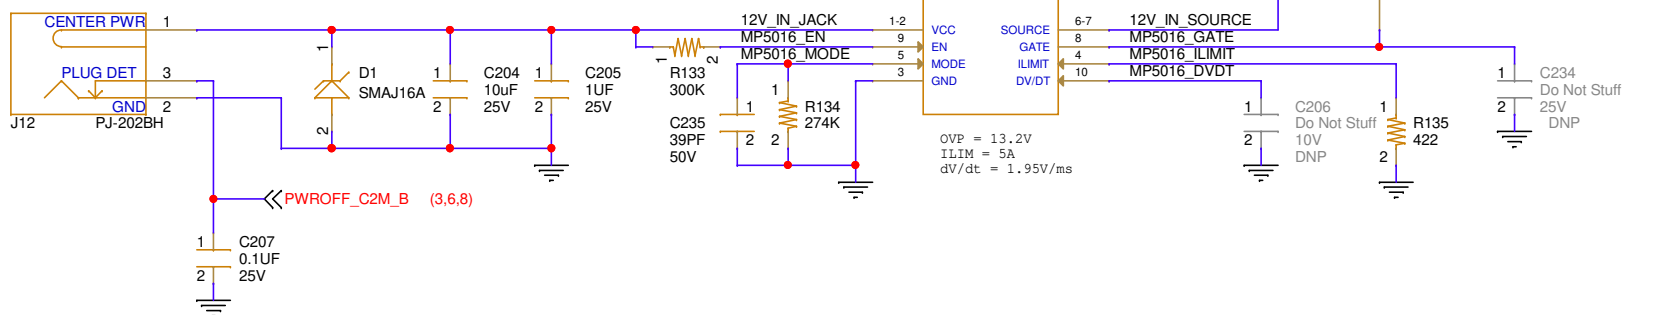 CENTER PWR
1
PLUG DET
3
GND
2
J12
PJ-202BH
1
D1
SMAJ16A
2
C204
10uF
25V
C205
1UF
25V
PWROFF_C2M_B (3,6,8)
1
C207
0.1UF
2
25V
1
R133
2
300K
12V_IN_JACK
MP5016_EN
MP5016_MODE
1-2
9
5
3
1
C235
39PF
2
50V
1
R134
274K
2
VCC
EN
MODE
GND
SOURCE
GATE
ILIMIT
DV/DT
6-7
8
4
10
12V_IN_SOURCE
MP5016_GATE
MP5016_ILIMIT
MP5016_DVDT
OVP = 13.2V
ILIM = 5A
dV/dt = 1.95V/ms
1
C206
Do Not Stuff
2
10V
DNP
1
R135
422
2
1
C234
Do Not Stuff
2
25V
DNP